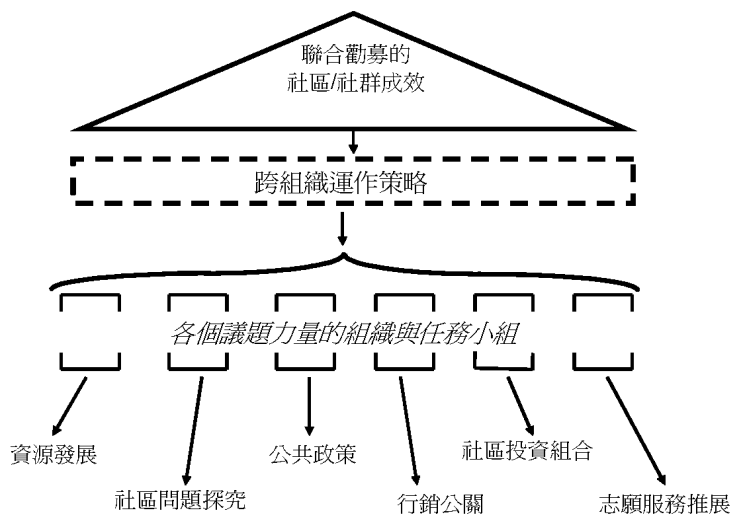 聯合勸募的
社區/社群成效
跨組織運作策略
各個議題力量的組織與任務小組
資源發展
社區問題探究
公共政策
行銷公關
社區投資組合
志願服務推展